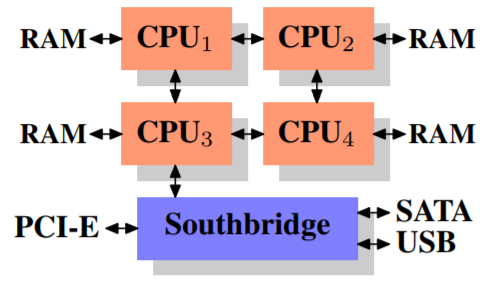 RAM CPU₁ CPU₂ RAM
RAM CPU₃ CPU₄ RAM
PCI-E Southbridge SATA
USB